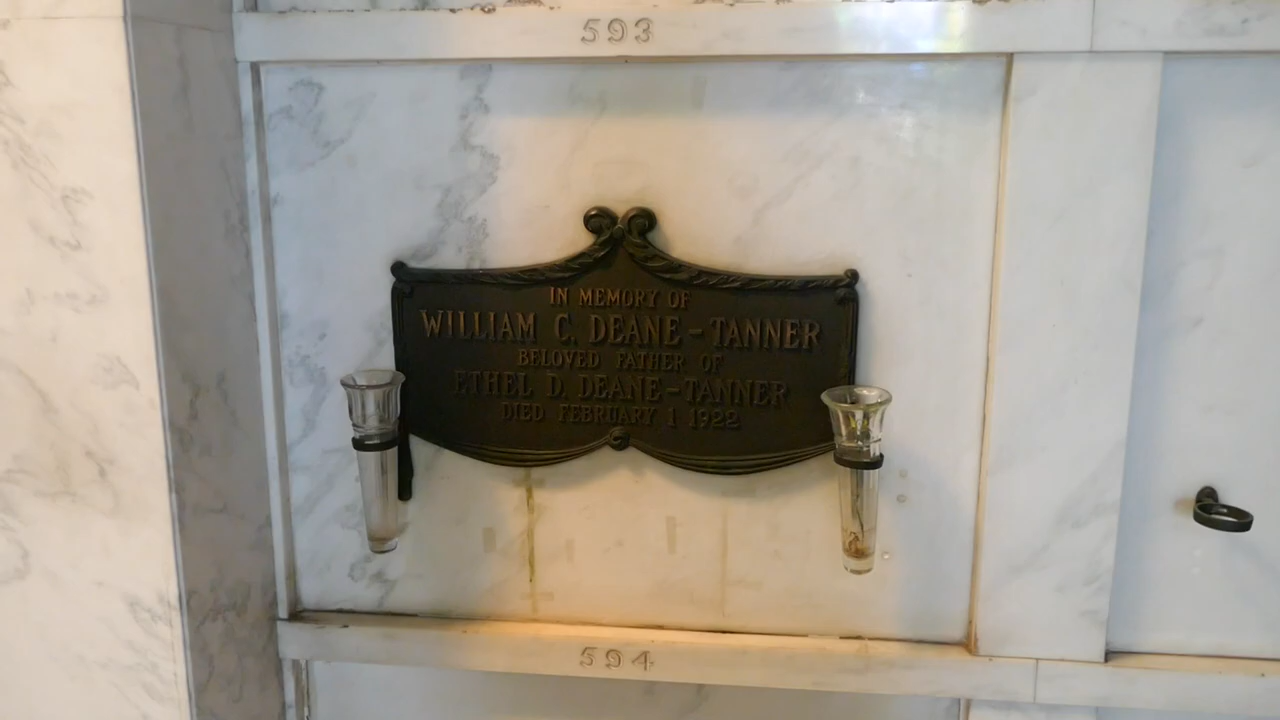 593
IN MEMORY OF
WILLIAM C. DEANE-TANNER
BELOVED FATHER OF
ETHEL D. DEANE-TANNER
DIED FEBRUARY 1 1922
594